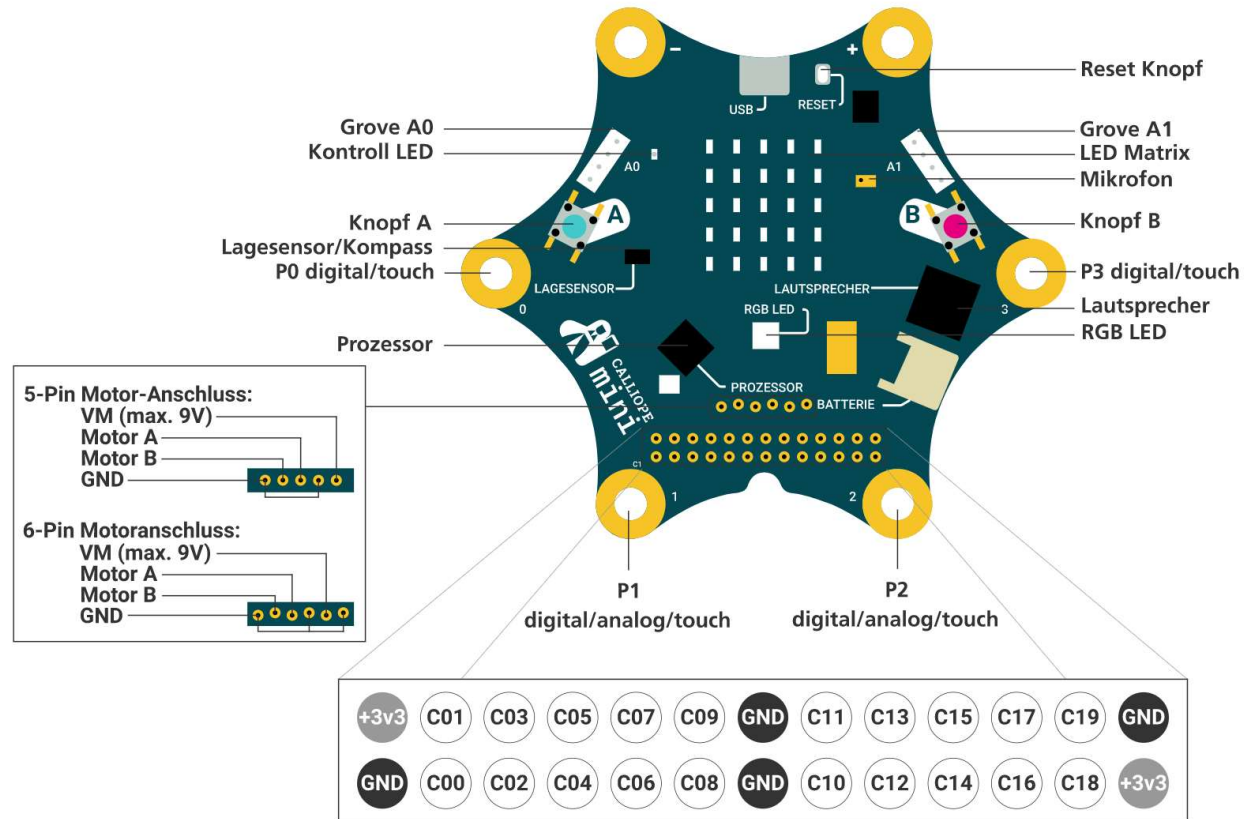 −
+
Reset Knopf
USB
RESET
Grove A0
Grove A1
Kontroll LED
LED Matrix
A0
A1
Mikrofon
Knopf A
A
B
Knopf B
Lagesensor/Kompass
P0 digital/touch
P3 digital/touch
LAGESENSOR
LAUTSPRECHER
0
3
Lautsprecher
RGB LED
RGB LED
Prozessor
CALLIOPE
mini
PROZESSOR
BATTERIE
C1
1
2
5-Pin Motor-Anschluss:
VM (max. 9V)
Motor A
Motor B
GND
6-Pin Motoranschluss:
VM (max. 9V)
Motor A
Motor B
GND
P1
digital/analog/touch
P2
digital/analog/touch
+3v3 C01 C03 C05 C07 C09 GND C11 C13 C15 C17 C19 GND
GND C00 C02 C04 C06 C08 GND C10 C12 C14 C16 C18 +3v3